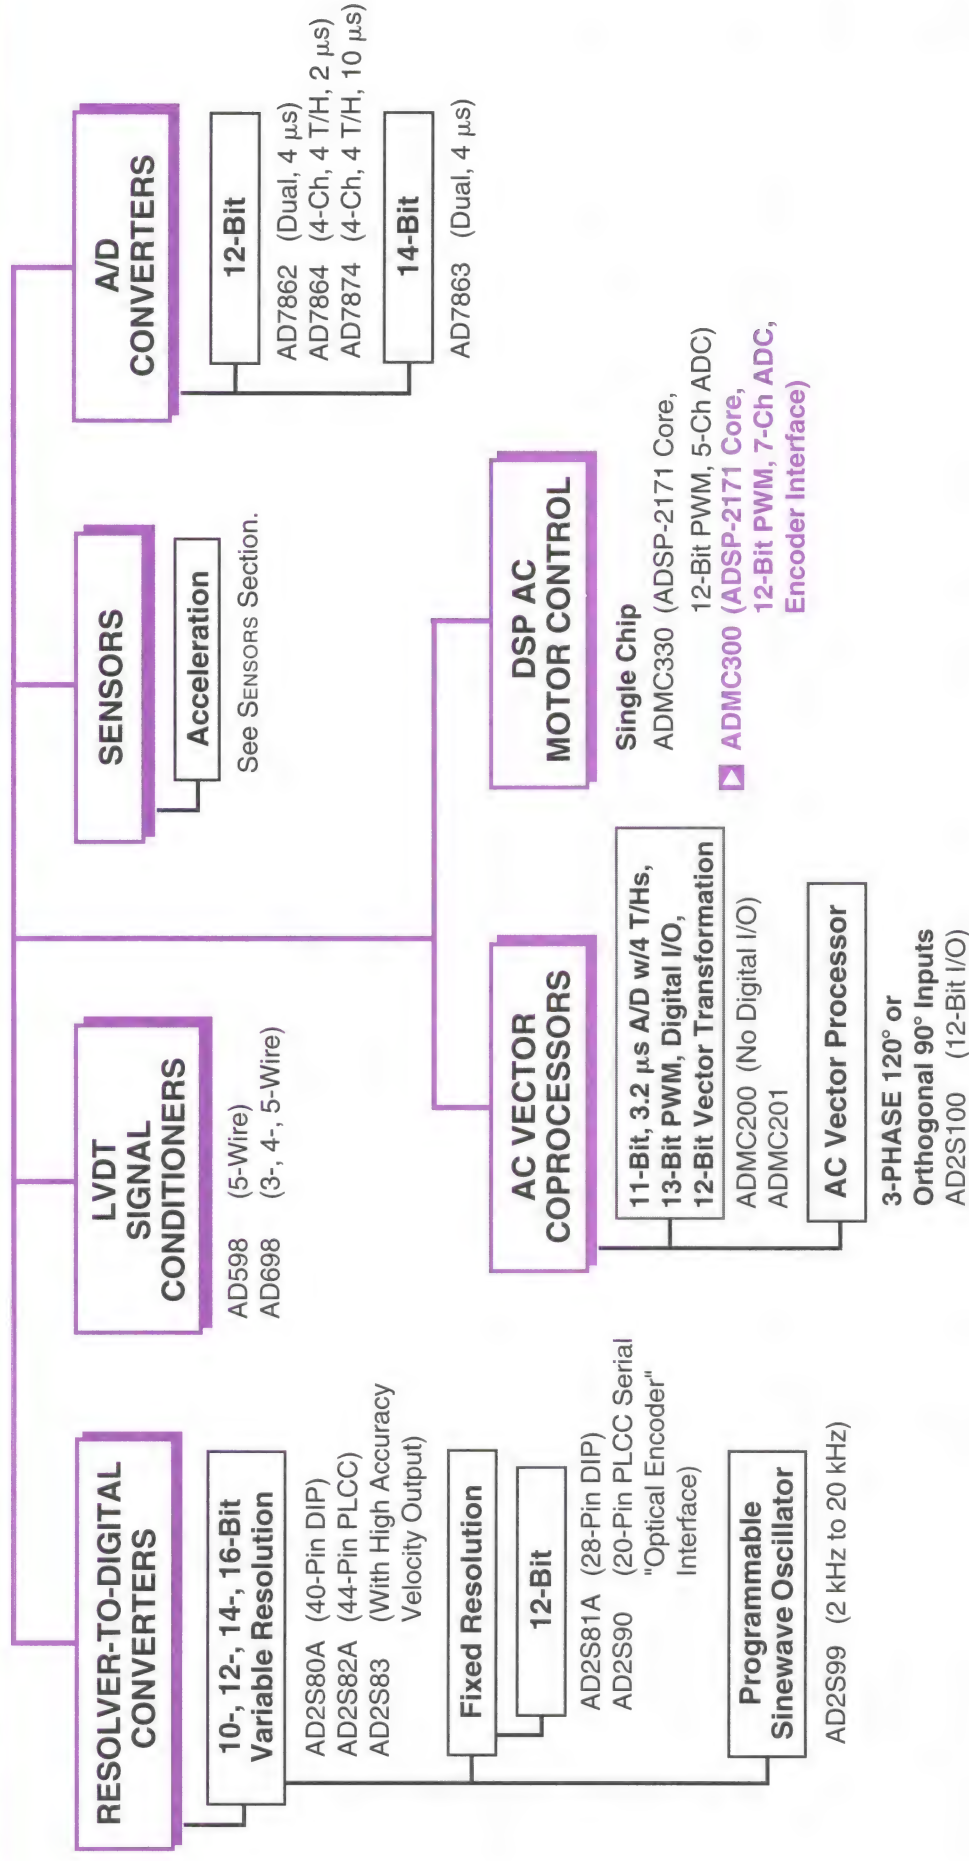 RESOLVER-TO-DIGITAL
CONVERTERS
10-, 12-, 14-, 16-Bit
Variable Resolution
AD2S80A (40-Pin DIP)
AD2S82A (44-Pin PLCC)
AD2S83 (With High Accuracy
Velocity Output)
Fixed Resolution
12-Bit
AD2S81A (28-Pin DIP)
AD2S90 (20-Pin PLCC Serial
"Optical Encoder"
Interface)
Programmable
Sinewave Oscillator
AD2S99 (2 kHz to 20 kHz)
LVDT
SIGNAL
CONDITIONERS
AD598 (5-Wire)
AD698 (3-, 4-, 5-Wire)
SENSORS
Acceleration
See SENSORS Section.
A/D
CONVERTERS
12-Bit
AD7862 (Dual, 4 μs)
AD7864 (4-Ch, 4 T/H, 2 μs)
AD7874 (4-Ch, 4 T/H, 10 μs)
14-Bit
AD7863 (Dual, 4 μs)
AC VECTOR
COPROCESSORS
11-Bit, 3.2 μs A/D w/4 T/Hs,
13-Bit PWM, Digital I/O,
12-Bit Vector Transformation
ADMC200 (No Digital I/O)
ADMC201
AC Vector Processor
3-PHASE 120° or
Orthogonal 90° Inputs
AD2S100 (12-Bit I/O)
DSP AC
MOTOR CONTROL
Single Chip
ADMC330 (ADSP-2171 Core,
12-Bit PWM, 5-Ch ADC)
ADMC300 (ADSP-2171 Core,
12-Bit PWM, 7-Ch ADC,
Encoder Interface)